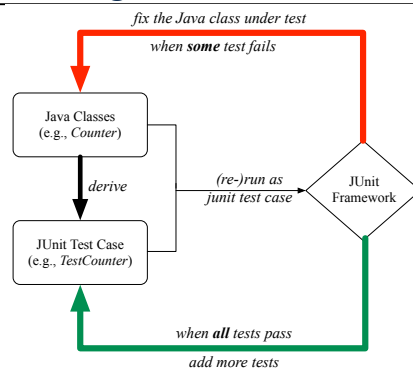 fix the Java class under test
when some test fails
Java Classes
(e.g., Counter)
derive
(re-)run as
junit test case
JUnit
Framework
JUnit Test Case
(e.g., TestCounter)
when all tests pass
add more tests